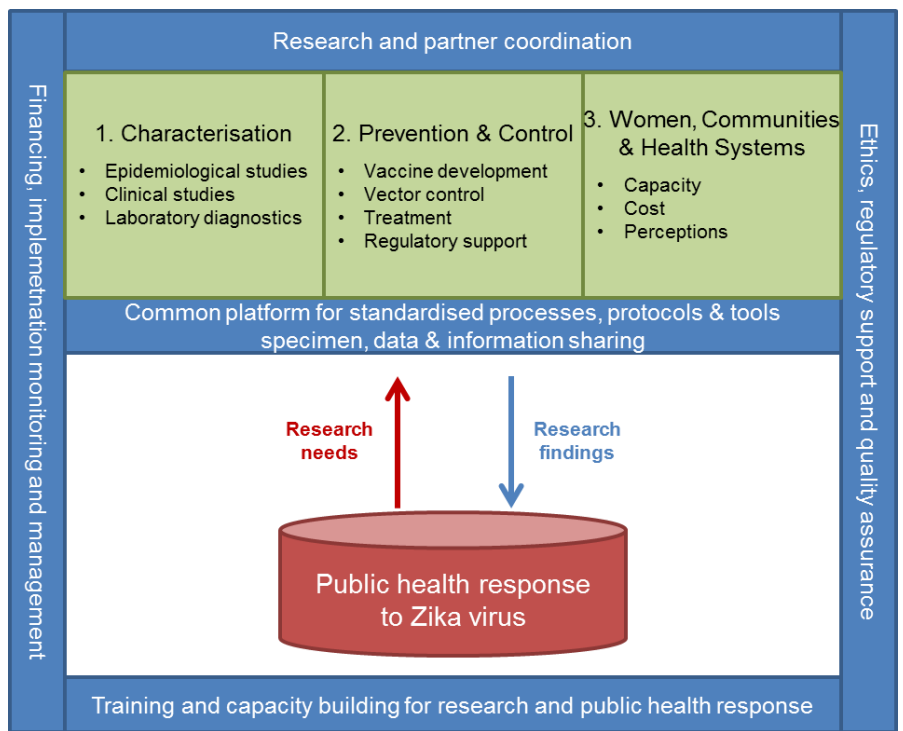 Research and partner coordination
Financing, implemetnation monitoring and management
1. Characterisation
• Epidemiological studies
• Clinical studies
• Laboratory diagnostics
2. Prevention & Control
• Vaccine development
• Vector control
• Treatment
• Regulatory support
3. Women, Communities
& Health Systems
• Capacity
• Cost
• Perceptions
Ethics, regulatory support and quality assurance
Common platform for standardised processes, protocols & tools
specimen, data & information sharing
Research
needs
Research
findings
Public health response
to Zika virus
Training and capacity building for research and public health response